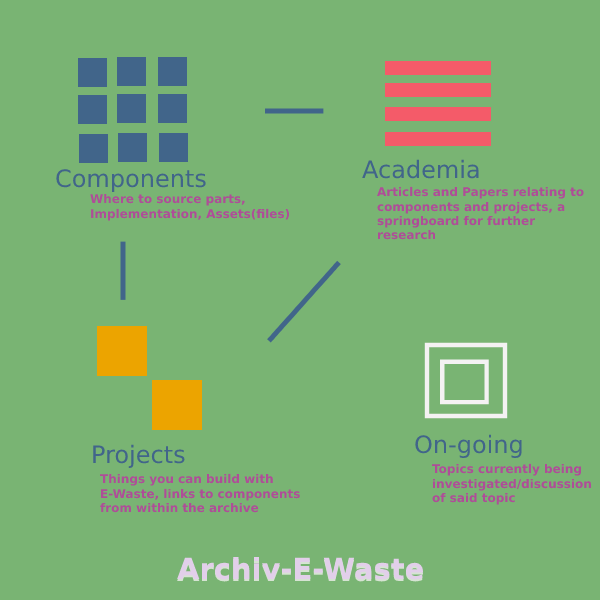 Components
Where to source parts,
Implementation, Assets(files)
Academia
Articles and Papers relating to
components and projects, a
springboard for further
research
Projects
Things you can build with
E-Waste, links to components
from within the archive
On-going
Topics currently being
investigated/discussion
of said topic
Archiv-E-Waste